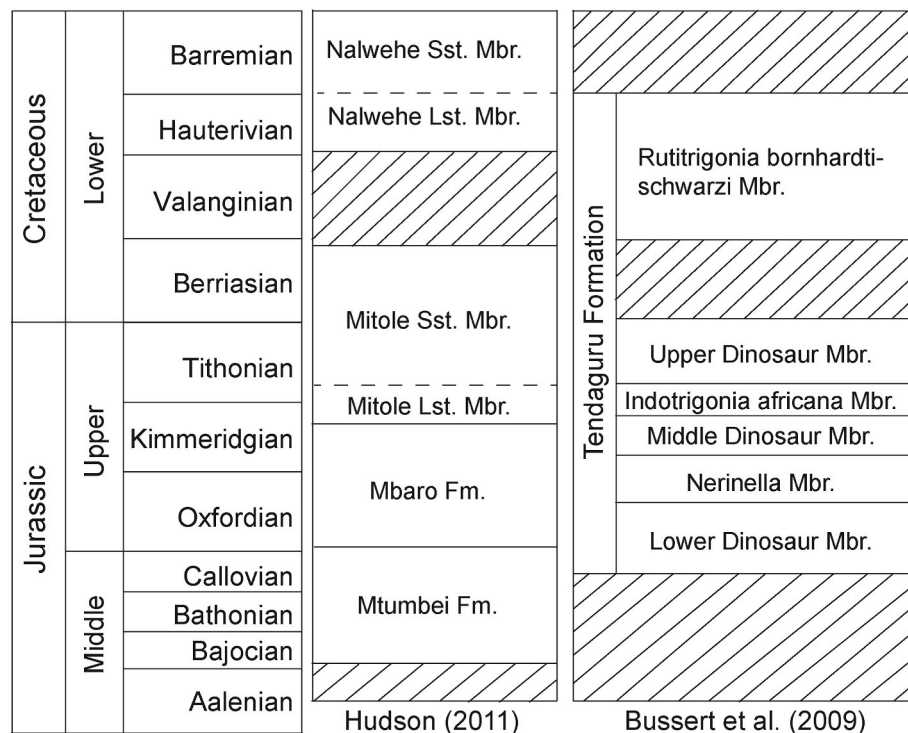 Cretaceous
Lower
Barremian
Hauterivian
Valanginian
Berriasian
Jurassic
Upper
Tithonian
Kimmeridgian
Oxfordian
Middle
Callovian
Bathonian
Bajocian
Aalenian
Nalwehe Sst. Mbr.
Nalwehe Lst. Mbr.
Mitole Sst. Mbr.
Mitole Lst. Mbr.
Mbaro Fm.
Mtumbei Fm.
Hudson (2011)
Tendaguru Formation
Rutitrigonia bornhardti-
schwarzi Mbr.
Upper Dinosaur Mbr.
Indotrigonia africana Mbr.
Middle Dinosaur Mbr.
Nerinella Mbr.
Lower Dinosaur Mbr.
Bussert et al. (2009)